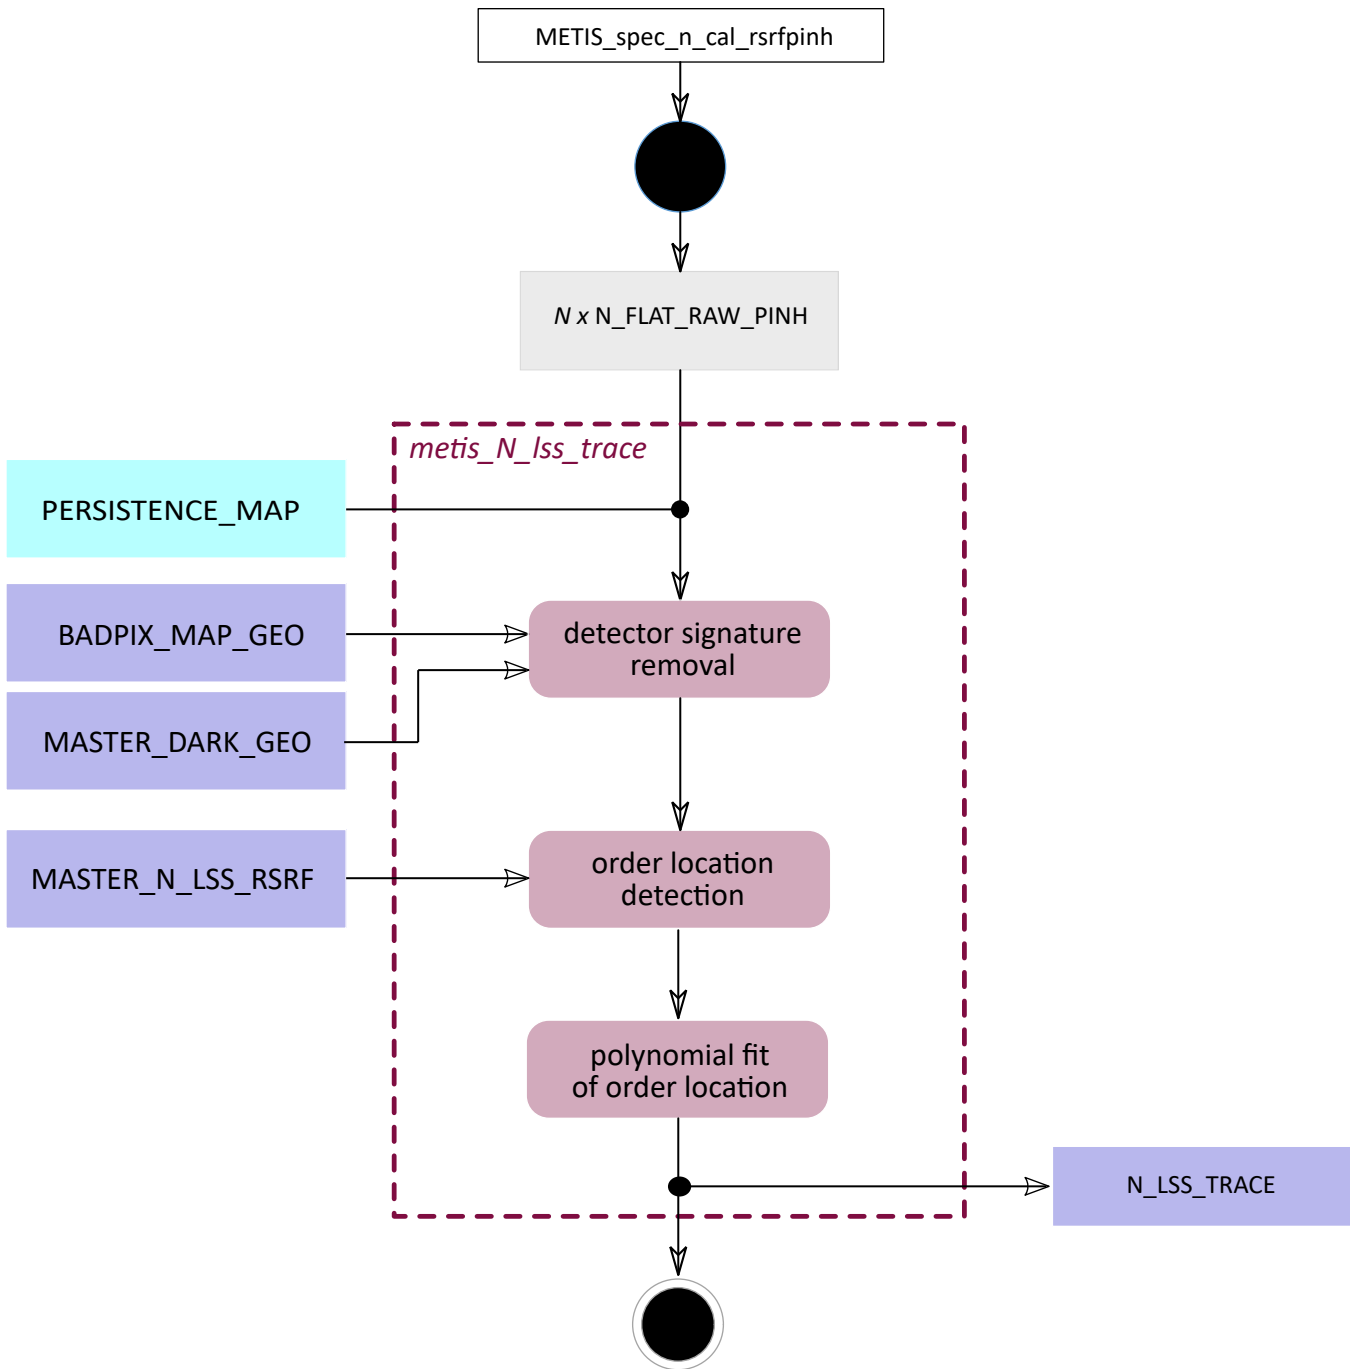 METIS_spec_n_cal_rsrfpinh
N x N_FLAT_RAW_PINH
metis_N_lss_trace
PERSISTENCE_MAP
BADPIX_MAP_GEO
detector signature
removal
MASTER_DARK_GEO
order location
detection
MASTER_N_LSS_RSRF
polynomial fit
of order location
N_LSS_TRACE